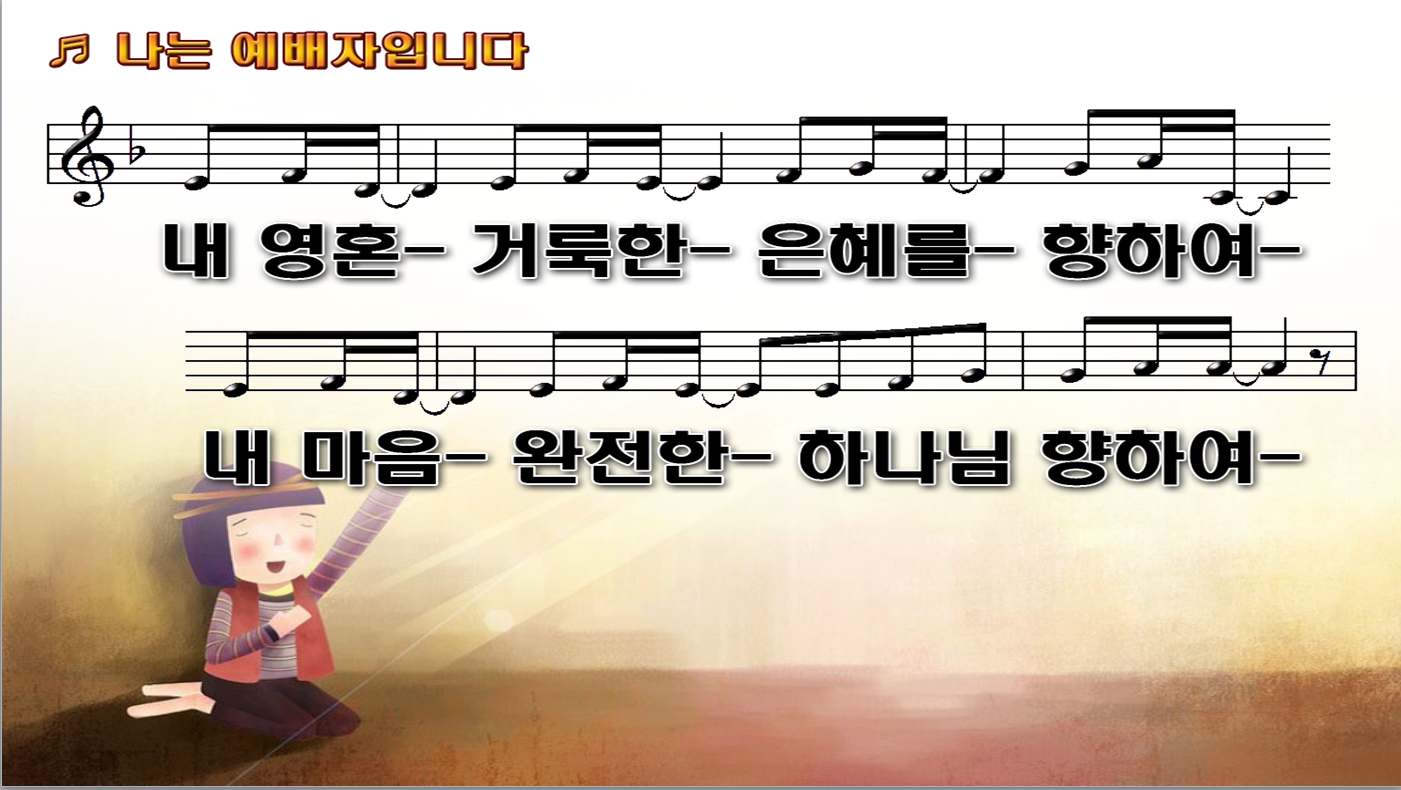 ♬ 나는 예배자입니다
내 영혼- 거룩한- 은혜를- 향하여-
내 마음- 완전한- 하나님 향하여-